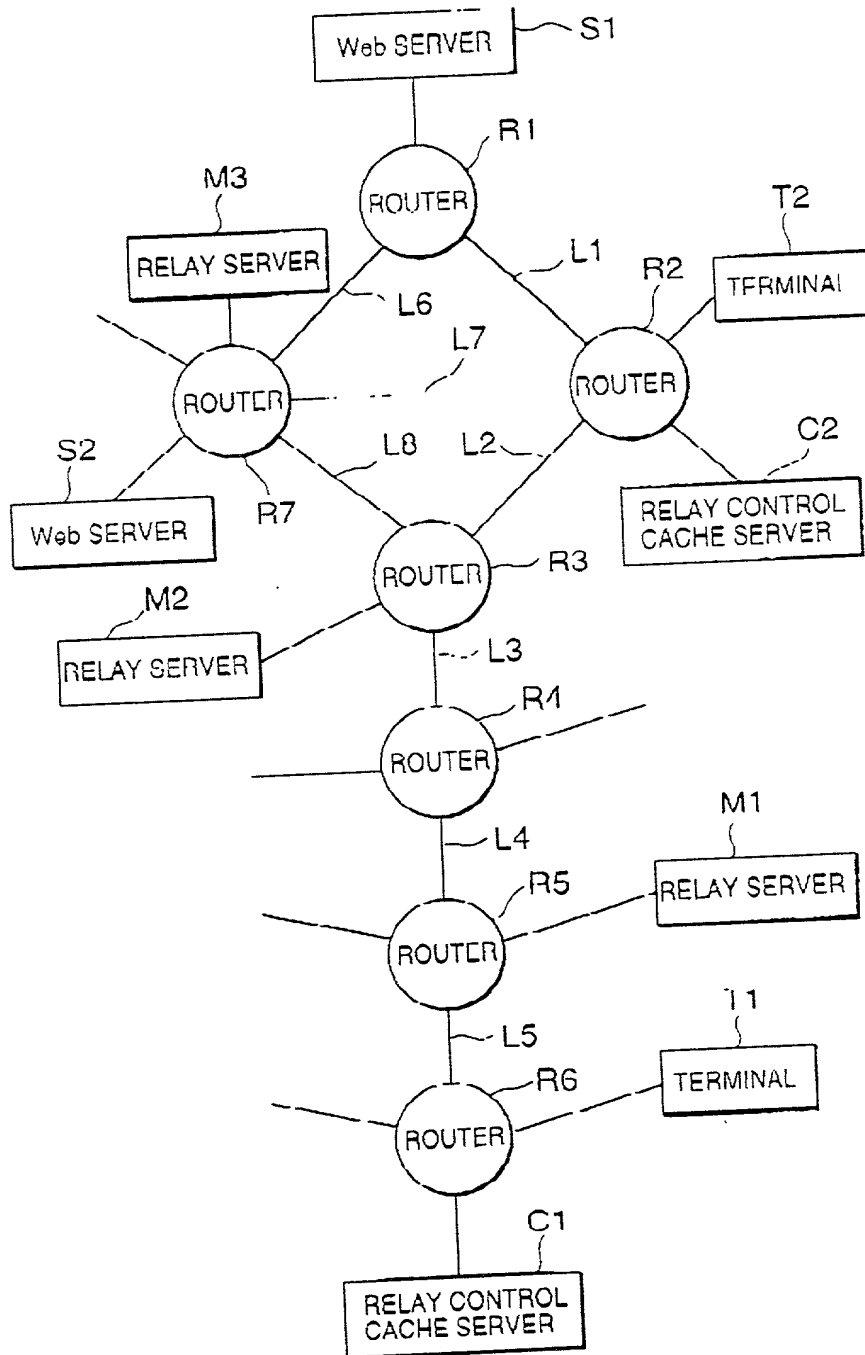 Web SERVER
S1
R1
ROUTER
M3
RELAY SERVER
T2
TERMINAL
L1
R2
L6
L7
ROUTER
ROUTER
S2
L8
L2
C2
Web SERVER
R7
RELAY CONTROL
CACHE SERVER
ROUTER
R3
M2
RELAY SERVER
L3
R4
ROUTER
M1
L4
R5
RELAY SERVER
ROUTER
T1
L5
R6
TERMINAL
ROUTER
C1
RELAY CONTROL
CACHE SERVER